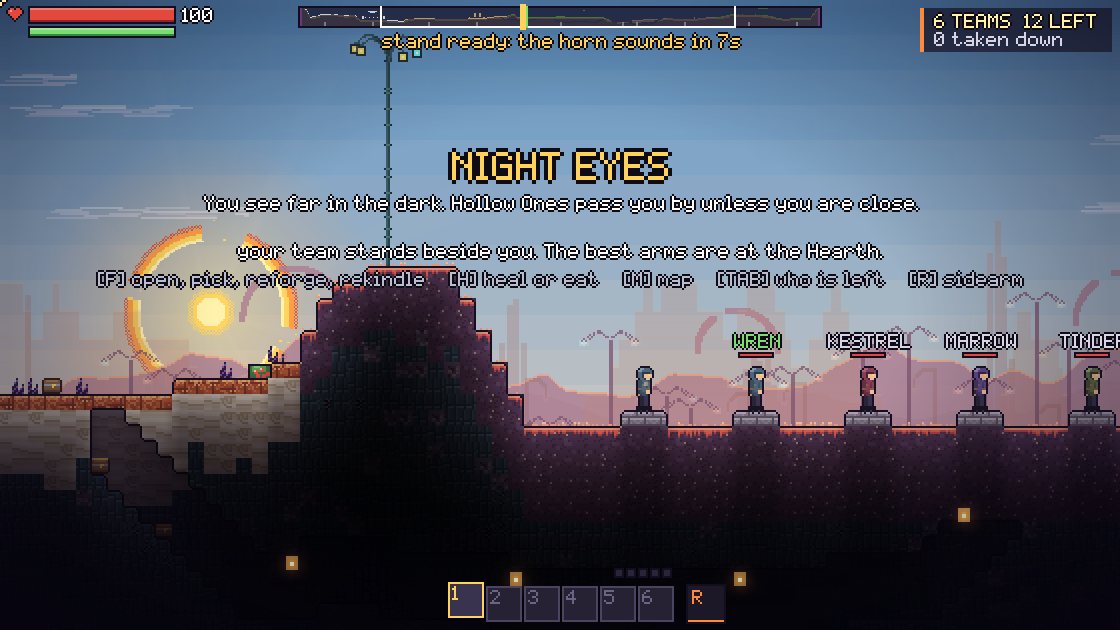 100
stand ready: the horn sounds in 7s
6 TEAMS 12 LEFT
0 taken down
NIGHT EYES
You see far in the dark. Hollow Ones pass you by unless you are close.
your team stands beside you. The best arms are at the Hearth.
[F] open, pick, reforge, rekindle [H] heal or eat [M] map [TAB] who is left [R] sidearm
WREN KESTREL MARROW TINDER
1 2 3 4 5 6 R